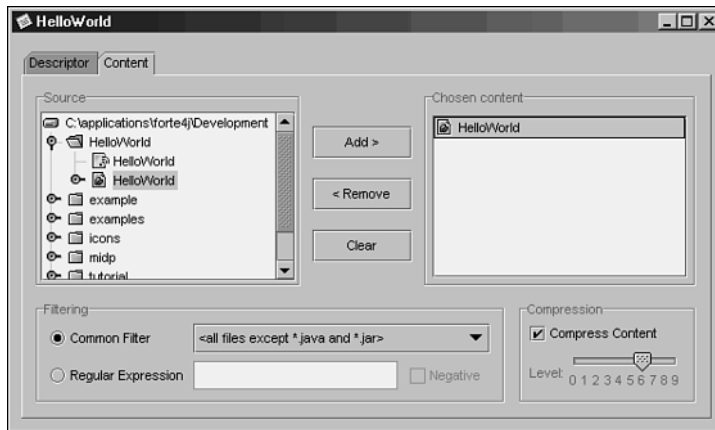 HelloWorld
Descriptor
Content
Source
C:\applications\forte4j\Development
HelloWorld
HelloWorld
HelloWorld
example
examples
icons
midp
tutorial
Add >
< Remove
Clear
Chosen content
HelloWorld
Filtering
Common Filter
<all files except *.java and *.jar>
Regular Expression
Negative
Compression
Compress Content
Level: 0 1 2 3 4 5 6 7 8 9